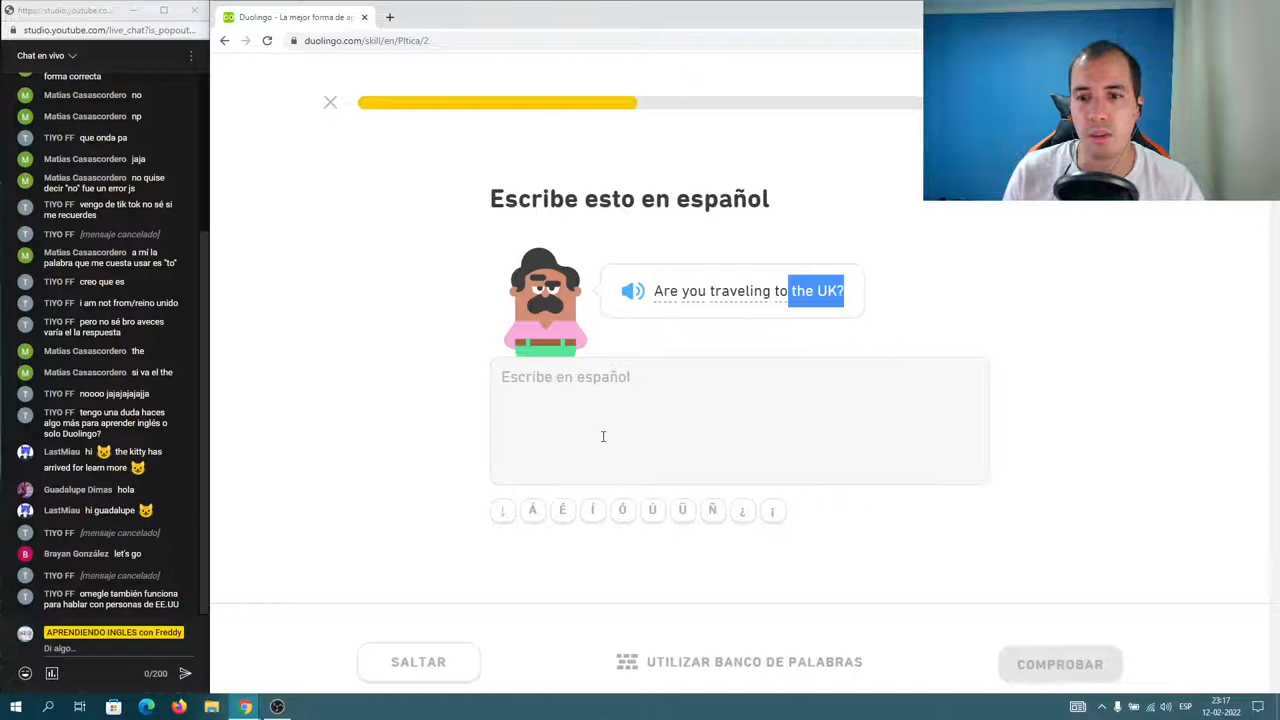 https://studio.youtube.co...
studio.youtube.com/live_chat?is_popout...
Chat en vivo
forma correcta
Matias Casascordero no
Matias Casascordero np
TIYO FF que onda pa
Matias Casascordero jaja
Matias Casascordero no quise
decir "no" fue un error js
TIYO FF vengo de tik tok no sé si
me recuerdes
TIYO FF [mensaje cancelado]
Matias Casascordero a mí la
palabra que me cuesta usar es "to"
TIYO FF creo que es
TIYO FF i am not from/reino unido
TIYO FF pero no sé bro aveces
varía el la respuesta
Matias Casascordero the
Matias Casascordero si va el the
TIYO FF noooo jajajajajajja
TIYO FF tengo una duda haces
algo más para aprender inglés o
solo Duolingo?
LastMiau hi 😺 the kitty has
arrived for learn more 😺
Guadalupe Dimas hola
LastMiau hi guadalupe 😺
TIYO FF [mensaje cancelado]
Brayan González let's go
TIYO FF [mensaje cancelado]
TIYO FF omegle también funciona
para hablar con personas de EE.UU
APRENDIENDO INGLES con Freddy
Di algo...
0/200
Duolingo - La mejor forma de ap
duolingo.com/skill/en/Pltica/2
Escribe esto en español
Are you traveling to the UK?
Escribe en español
↓ Á É Í Ó Ú Ü Ñ ¿ ¡
SALTAR
UTILIZAR BANCO DE PALABRAS
COMPROBAR
ESP
23:17
12-02-2022